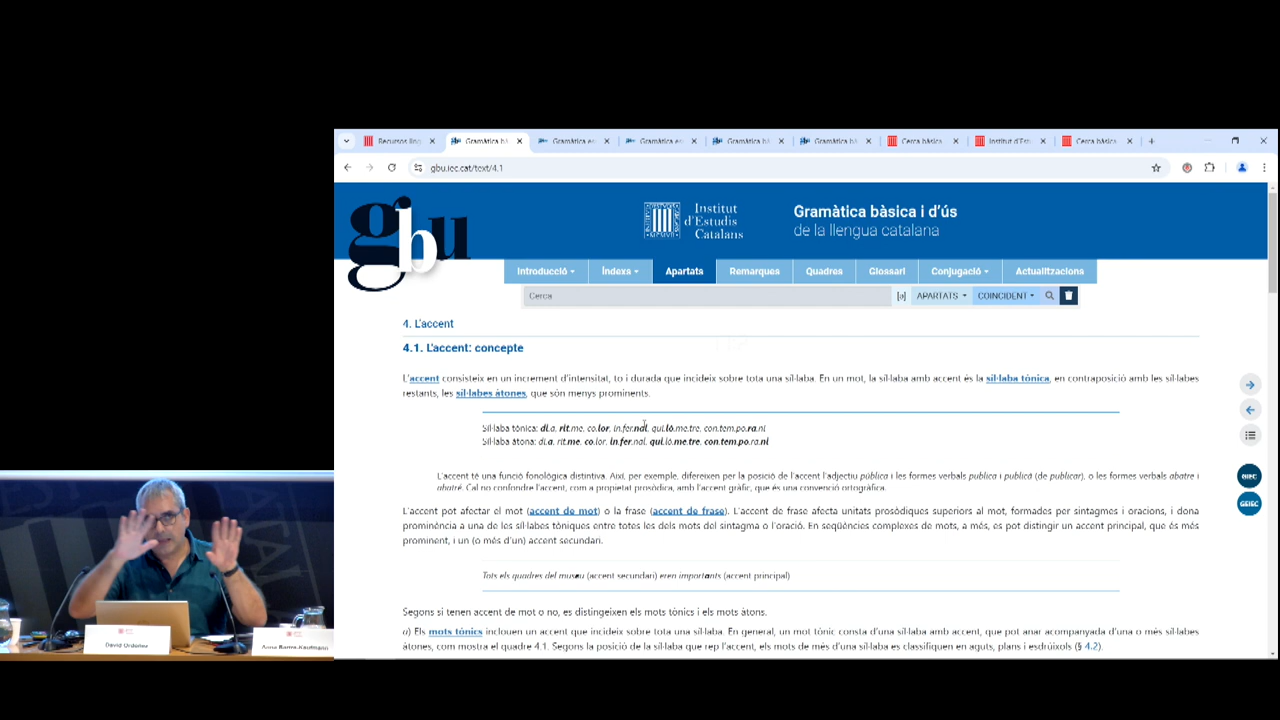 Recursos ling
Gramàtica bà
Gramàtica es
Gramàtica es
Gramàtica bà
Gramàtica bà
Cerca bàsica
Institut d'Estu
Cerca bàsica
gbu.iec.cat/text/4.1
gbu
Institut
d'Estudis
Catalans
Gramàtica bàsica i d'ús
de la llengua catalana
Introducció
Índexs
Apartats
Remarques
Quadres
Glossari
Conjugació
Actualitzacions
Cerca
[ə]
APARTATS
COINCIDENT
4. L'accent
4.1. L'accent: concepte
L'accent consisteix en un increment d'intensitat, to i durada que incideix sobre tota una síl·laba. En un mot, la síl·laba amb accent és la síl·laba tònica, en contraposició amb les síl·labes
restants, les síl·labes àtones, que són menys prominents.
Síl·laba tònica: di.a, rit.me, co.lor, in.fer.nal, qui.lò.me.tre, con.tem.po.ra.ni
Síl·laba àtona: di.a, rit.me, co.lor, in.fer.nal, qui.lò.me.tre, con.tem.po.ra.ni
L'accent té una funció fonològica distintiva. Així, per exemple, difereixen per la posició de l'accent l'adjectiu pública i les formes verbals publica i publicà (de publicar), o les formes verbals abatre i
abatré. Cal no confondre l'accent, com a propietat prosòdica, amb l'accent gràfic, que és una convenció ortogràfica.
L'accent pot afectar el mot (accent de mot) o la frase (accent de frase). L'accent de frase afecta unitats prosòdiques superiors al mot, formades per sintagmes i oracions, i dona
prominència a una de les síl·labes tòniques entre totes les dels mots del sintagma o l'oració. En seqüències complexes de mots, a més, es pot distingir un accent principal, que és més
prominent, i un (o més d'un) accent secundari.
Tots els quadres del museu (accent secundari) eren importants (accent principal)
Segons si tenen accent de mot o no, es distingeixen els mots tònics i els mots àtons.
a) Els mots tònics inclouen un accent que incideix sobre tota una síl·laba. En general, un mot tònic consta d'una síl·laba amb accent, que pot anar acompanyada d'una o més síl·labes
àtones, com mostra el quadre 4.1. Segons la posició de la síl·laba que rep l'accent, els mots de més d'una síl·laba es classifiquen en aguts, plans i esdrúixols (§ 4.2).
GIEC
GEIEC
David Ordóñez
Anna Bartra-Kaufmann